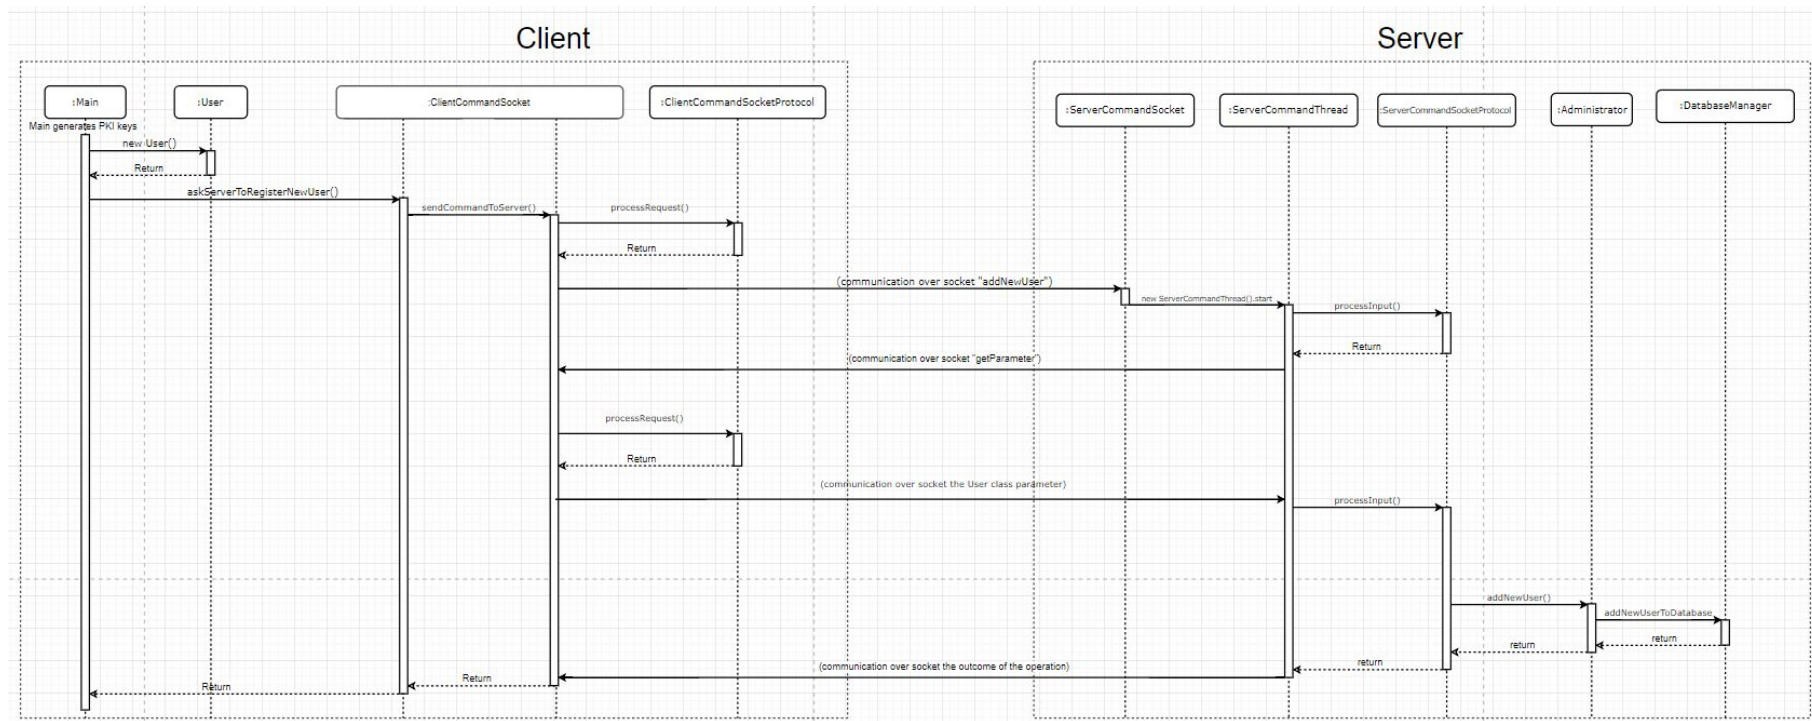 Client
Server
:Main
:User
:ClientCommandSocket
:ClientCommandSocketProtocol
:ServerCommandSocket
:ServerCommandThread
:ServerCommandSocketProtocol
:Administrator
:DatabaseManager
Main generates PKI keys
new User()
Return
askServerToRegisterNewUser()
sendCommandToServer()
processRequest()
Return
(communication over socket "addNewUser")
new ServerCommandThread().start
processInput()
Return
(communication over socket "getParameter")
processRequest()
Return
(communication over socket the User class parameter)
processInput()
addNewUser()
addNewUserToDatabase
return
return
return
(communication over socket the outcome of the operation)
Return
Return